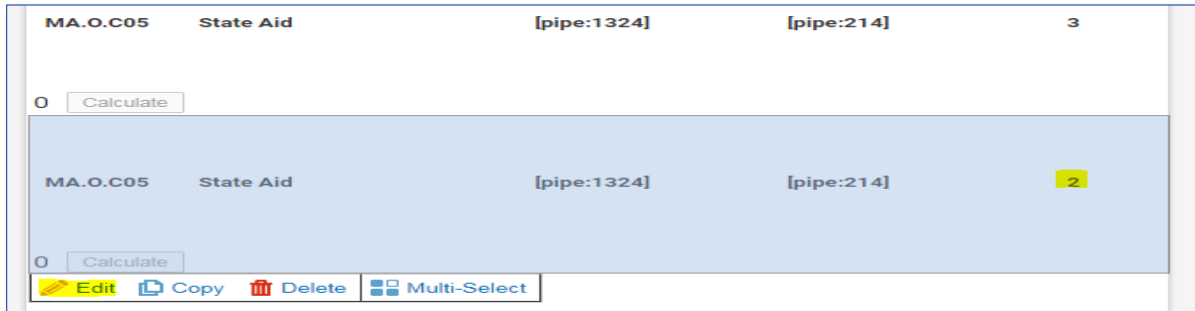 MA.O.C05 State Aid [pipe:1324] [pipe:214] 3
0 Calculate
MA.O.C05 State Aid [pipe:1324] [pipe:214] 2
0 Calculate
Edit Copy Delete Multi-Select